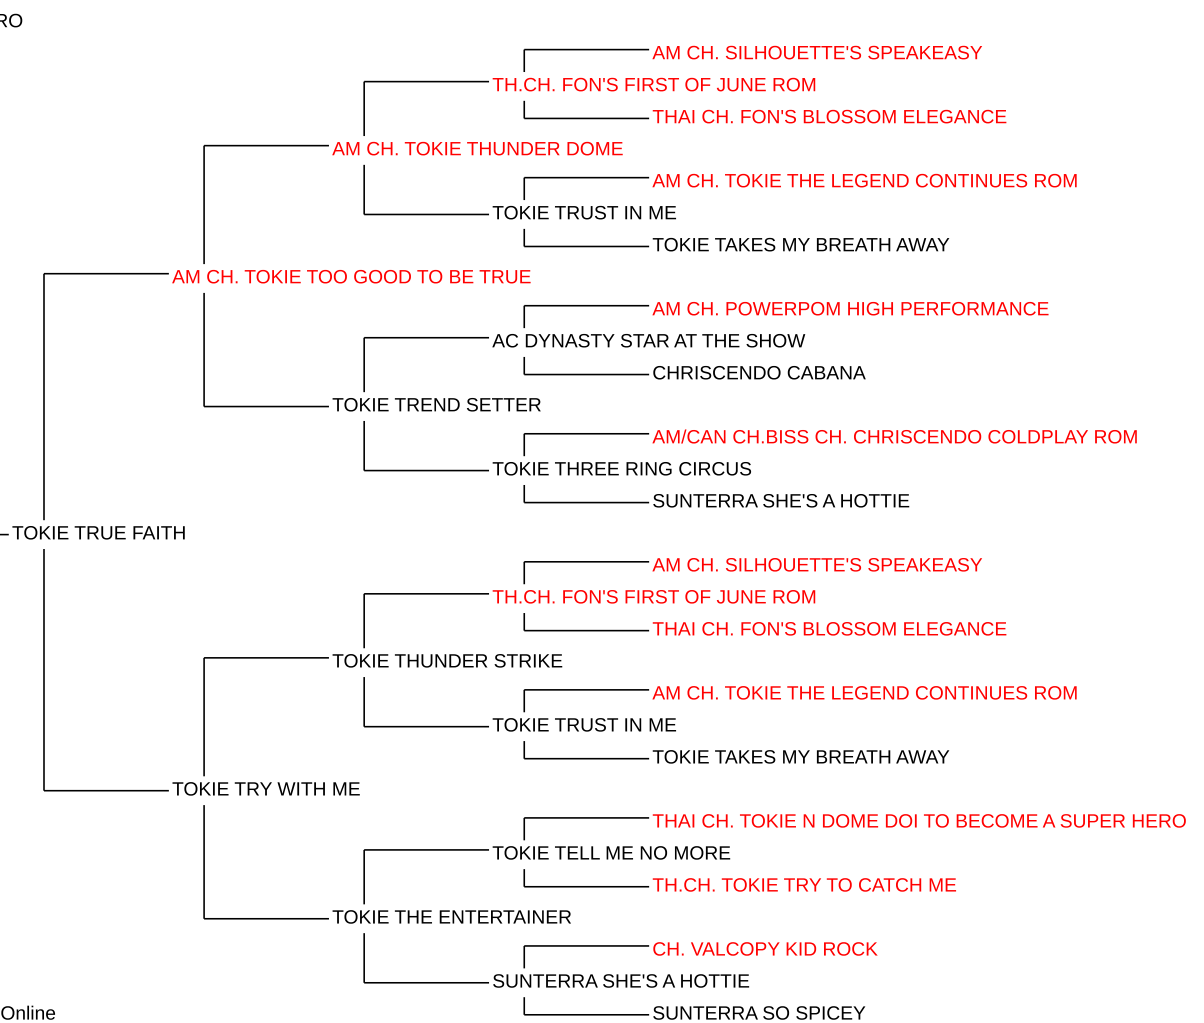 RO
AM CH. SILHOUETTE'S SPEAKEASY
TH.CH. FON'S FIRST OF JUNE ROM
THAI CH. FON'S BLOSSOM ELEGANCE
AM CH. TOKIE THUNDER DOME
AM CH. TOKIE THE LEGEND CONTINUES ROM
TOKIE TRUST IN ME
TOKIE TAKES MY BREATH AWAY
AM CH. TOKIE TOO GOOD TO BE TRUE
AM CH. POWERPOM HIGH PERFORMANCE
AC DYNASTY STAR AT THE SHOW
CHRISCENDO CABANA
TOKIE TREND SETTER
AM/CAN CH.BISS CH. CHRISCENDO COLDPLAY ROM
TOKIE THREE RING CIRCUS
SUNTERRA SHE'S A HOTTIE
TOKIE TRUE FAITH
AM CH. SILHOUETTE'S SPEAKEASY
TH.CH. FON'S FIRST OF JUNE ROM
THAI CH. FON'S BLOSSOM ELEGANCE
TOKIE THUNDER STRIKE
AM CH. TOKIE THE LEGEND CONTINUES ROM
TOKIE TRUST IN ME
TOKIE TAKES MY BREATH AWAY
TOKIE TRY WITH ME
THAI CH. TOKIE N DOME DOI TO BECOME A SUPER HERO
TOKIE TELL ME NO MORE
TH.CH. TOKIE TRY TO CATCH ME
TOKIE THE ENTERTAINER
CH. VALCOPY KID ROCK
SUNTERRA SHE'S A HOTTIE
SUNTERRA SO SPICEY
Online